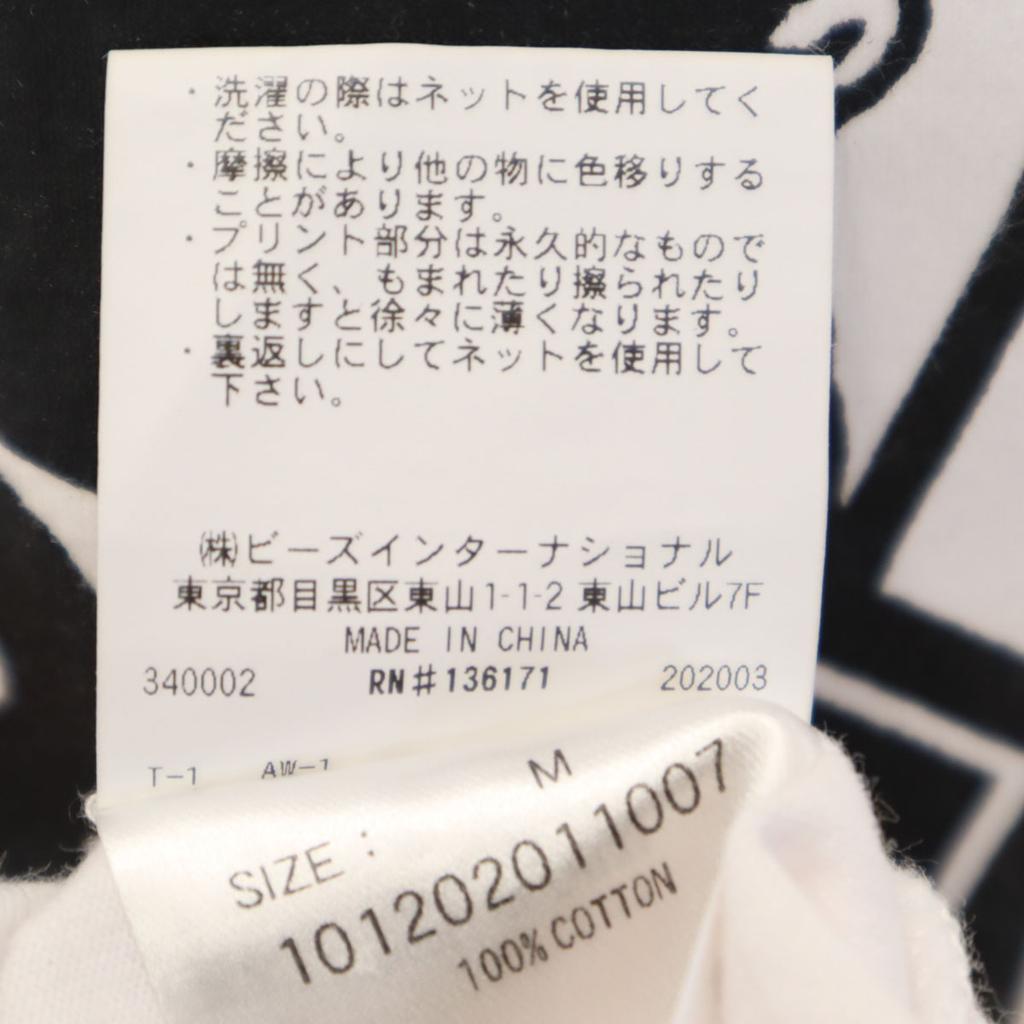 ・洗濯の際はネットを使用してく
ださい。
・摩擦により他の物に色移りする
ことがあります。
・プリント部分は永久的なもので
は無く、もまれたり擦られたり
しますと徐々に薄くなります。
・裏返しにしてネットを使用して
下さい。
㈱ビーズインターナショナル
東京都目黒区東山1-1-2 東山ビル7F
MADE IN CHINA
340002 RN#136171 202003
T-1 AW-1
SIZE : M
101202011007
100% COTTON